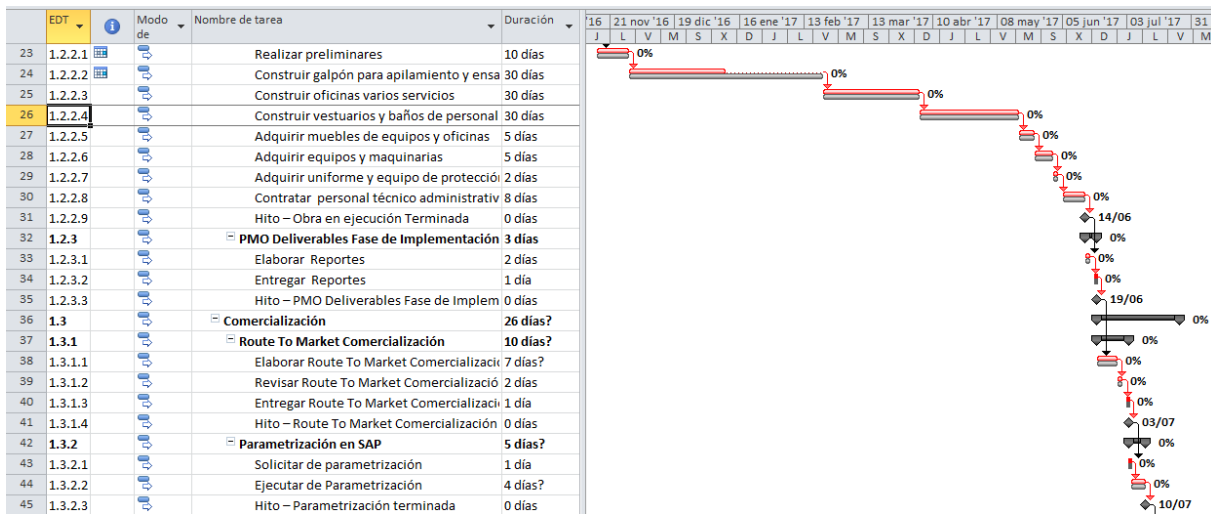 EDT Modo de Nombre de tarea Duración '16 21 nov '16 19 dic '16 16 ene '17 13 feb '17 13 mar '17 10 abr '17 08 may '17 05 jun '17 03 jul '17 31
J L V M S X D J L V M S X D J L V M S X D J L V M
23 1.2.2.1 Realizar preliminares 10 días 0%
24 1.2.2.2 Construir galpón para apilamiento y ensa 30 días 0%
25 1.2.2.3 Construir oficinas varios servicios 30 días 0%
26 1.2.2.4 Construir vestuarios y baños de personal 30 días 0%
27 1.2.2.5 Adquirir muebles de equipos y oficinas 5 días 0%
28 1.2.2.6 Adquirir equipos y maquinarias 5 días 0%
29 1.2.2.7 Adquirir uniforme y equipo de protección 2 días 0%
30 1.2.2.8 Contratar personal técnico administrativ 8 días 0%
31 1.2.2.9 Hito – Obra en ejecución Terminada 0 días 14/06
32 1.2.3 PMO Deliverables Fase de Implementación 3 días 0%
33 1.2.3.1 Elaborar Reportes 2 días 0%
34 1.2.3.2 Entregar Reportes 1 día 0%
35 1.2.3.3 Hito – PMO Deliverables Fase de Implem 0 días 19/06
36 1.3 Comercialización 26 días? 0%
37 1.3.1 Route To Market Comercialización 10 días? 0%
38 1.3.1.1 Elaborar Route To Market Comercializaci 7 días? 0%
39 1.3.1.2 Revisar Route To Market Comercializació 2 días 0%
40 1.3.1.3 Entregar Route To Market Comercializaci 1 día 0%
41 1.3.1.4 Hito – Route To Market Comercialización 0 días 03/07
42 1.3.2 Parametrización en SAP 5 días? 0%
43 1.3.2.1 Solicitar de parametrización 1 día 0%
44 1.3.2.2 Ejecutar de Parametrización 4 días? 0%
45 1.3.2.3 Hito – Parametrización terminada 0 días 10/07